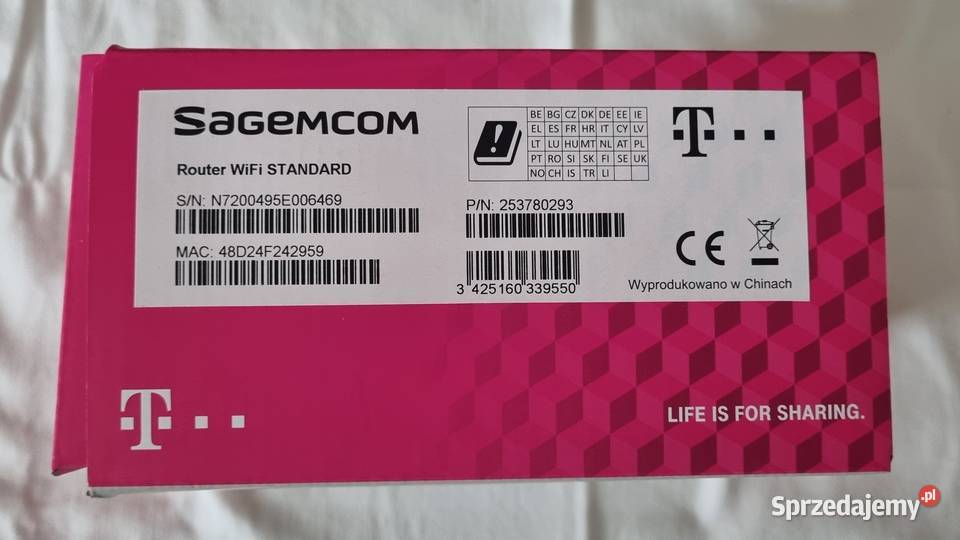 Sagemcom
Router WiFi STANDARD
S/N: N7200495E006469
MAC: 48D24F242959
BE BG CZ DK DE EE IE
EL ES FR HR IT CY LV
LT LU HU MT NL AT PL
PT RO SI SK FI SE UK
NO CH IS TR LI
P/N: 253780293
3 425160 339550
T
CE
Wyprodukowano w Chinach
T
LIFE IS FOR SHARING.
Sprzedajemy.pl